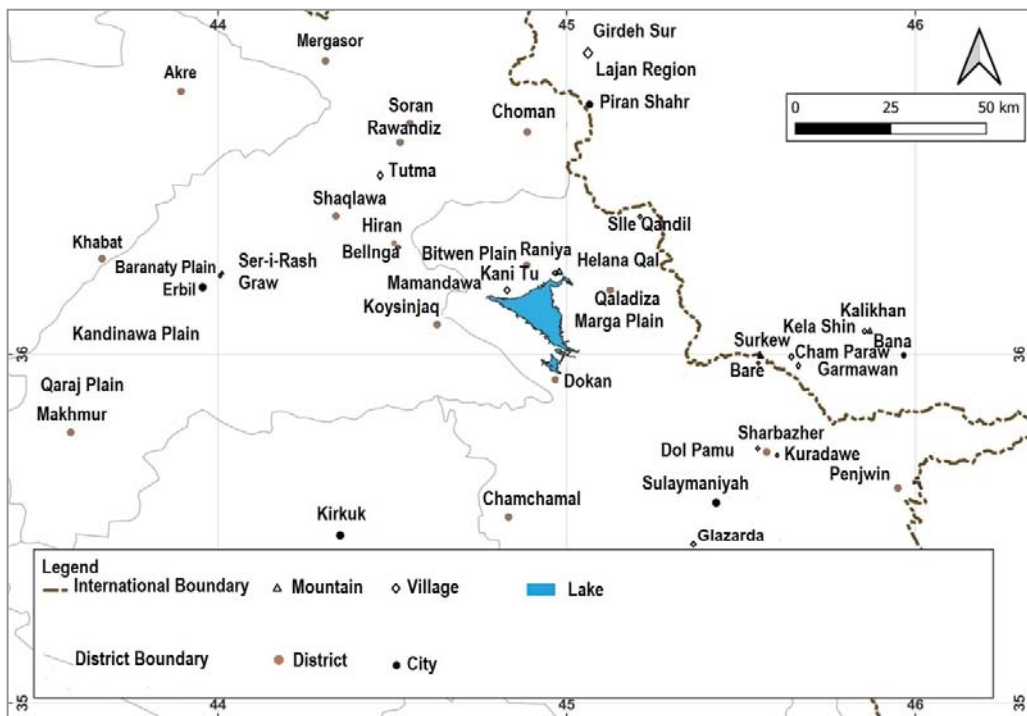 44
45
46
Girdeh Sur
Mergasor
Lajan Region
Akre
0
25
50 km
Piran Shahr
Soran
Choman
Rawandiz
Tutma
Shaqlawa
Slle Qandil
Hiran
Khabat
Bellnga
Bitwen Plain
Raniya
Ser-i-Rash
Helana Qal
Baranaty Plain
Graw
Mamandawa
Kani Tu
Erbil
Koysinjaq
Qaladiza
Kalikhan
Marga Plain
Kela Shin
Kandinawa Plain
Surkew
Bana
36
Cham Paraw
36
Bare
Garmawan
Qaraj Plain
Dokan
Makhmur
Sharbazher
Dol Pamu
Kuradawe
Penjwin
Sulaymaniyah
Chamchamal
Kirkuk
Glazarda
Legend
International Boundary
Mountain
Village
Lake
District Boundary
District
City
35
44
45
46
35